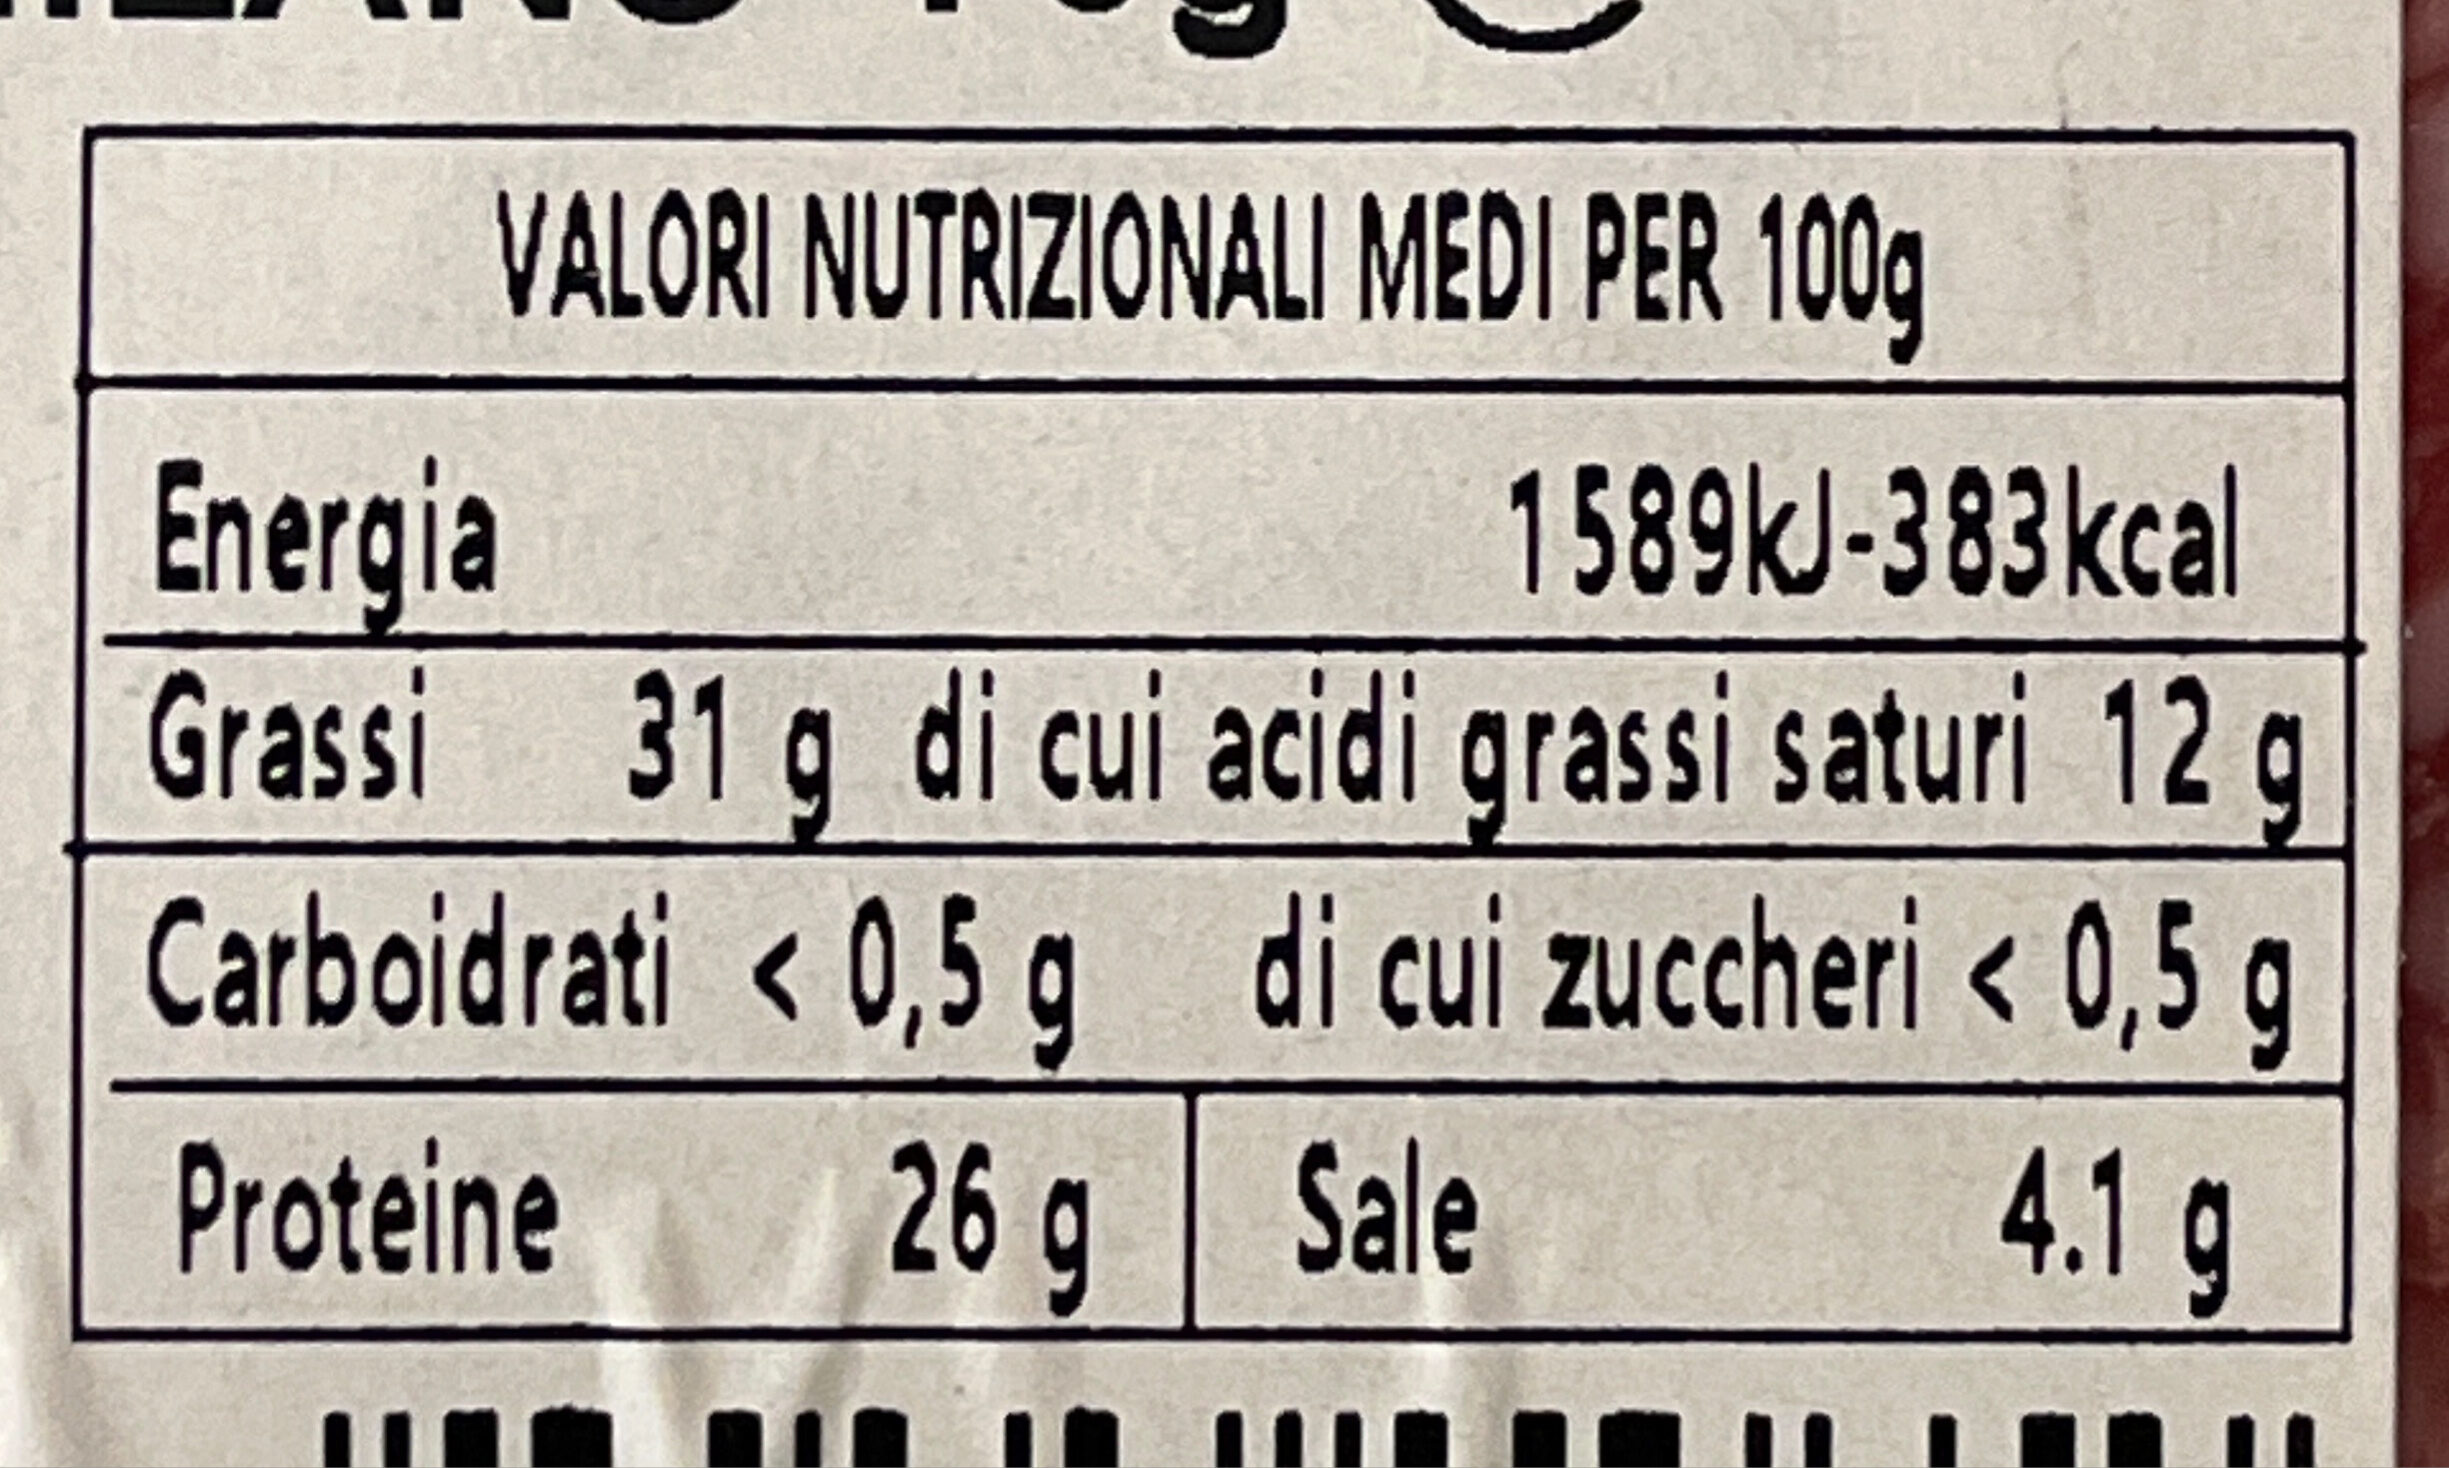 VALORI NUTRIZIONALI MEDI PER 100g
Energia 1589kJ-383kcal
Grassi 31 g di cui acidi grassi saturi 12 g
Carboidrati < 0,5 g di cui zuccheri < 0,5 g
Proteine 26 g Sale 4.1 g